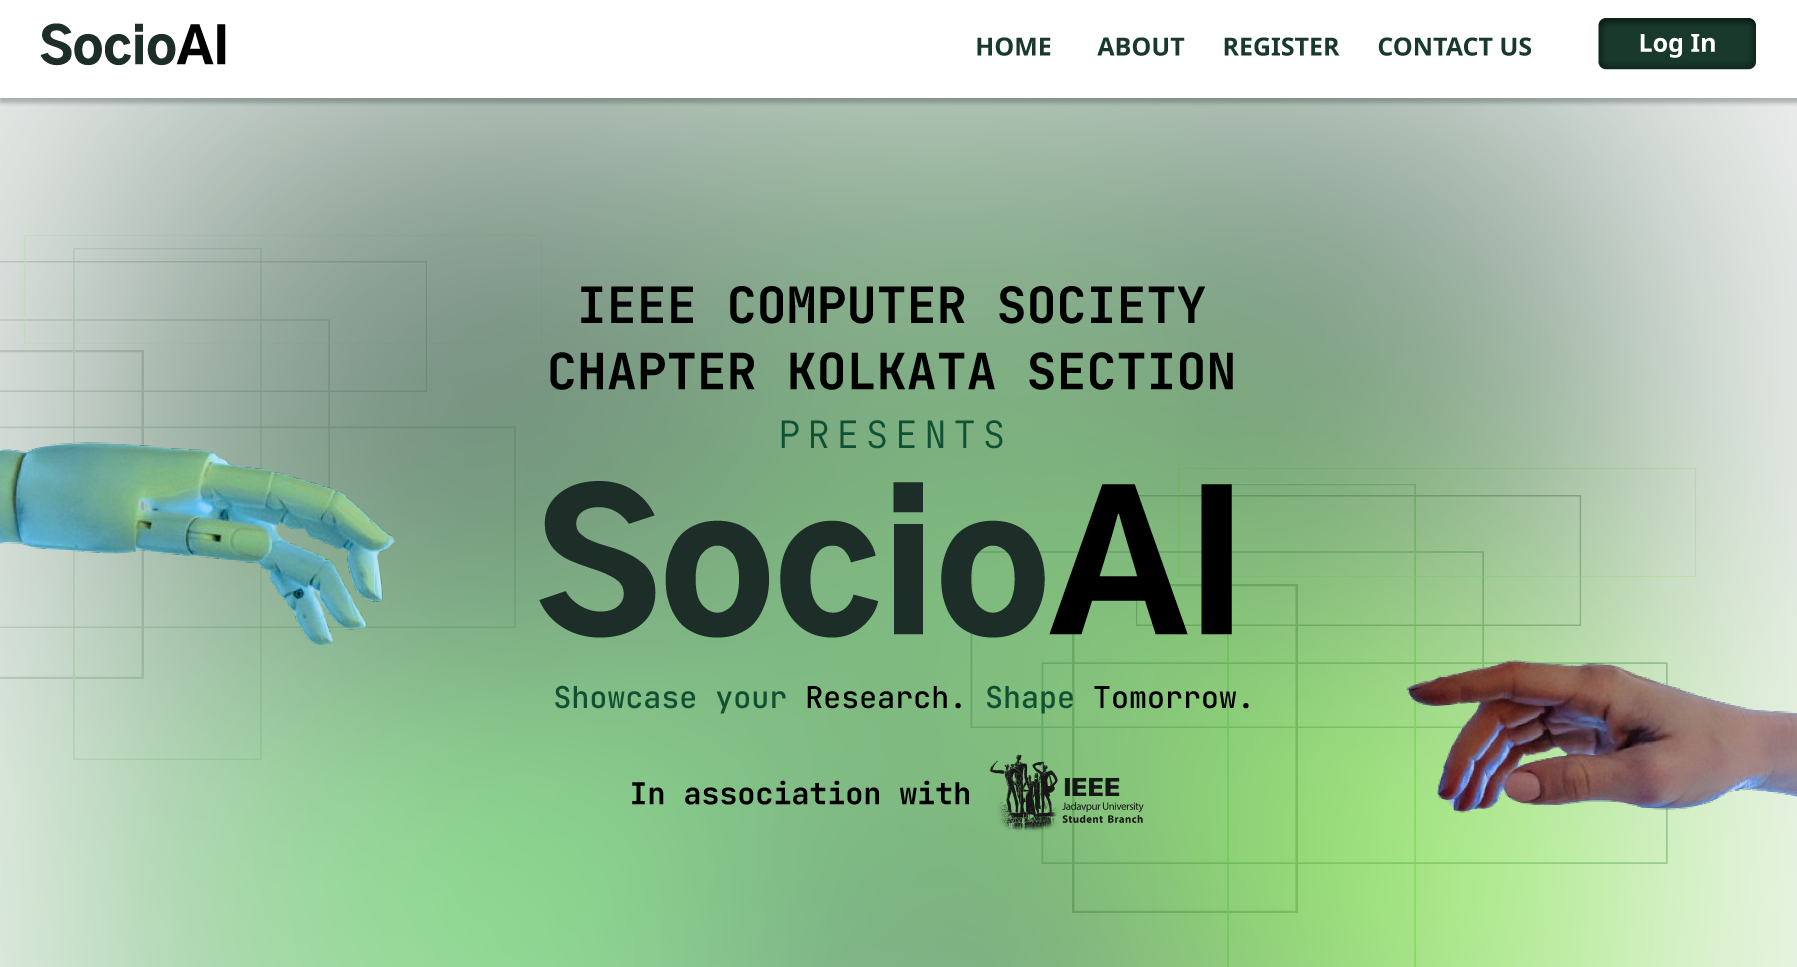 SocioAI
HOME ABOUT REGISTER CONTACT US Log In
IEEE COMPUTER SOCIETY
CHAPTER KOLKATA SECTION
PRESENTS
SocioAI
Showcase your Research. Shape Tomorrow.
In association with
IEEE
Jadavpur University
Student Branch